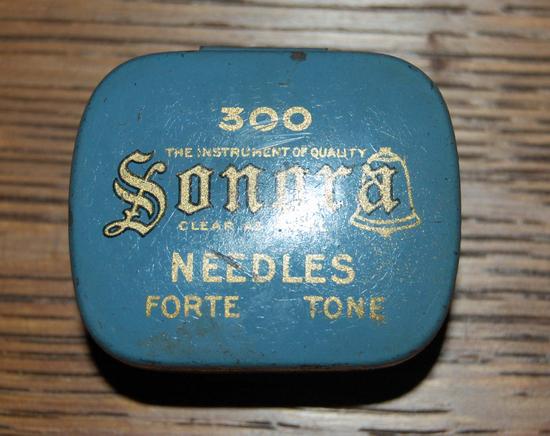 300
THE INSTRUMENT OF QUALITY
Sonora
CLEAR AS
NEEDLES
FORTE TONE